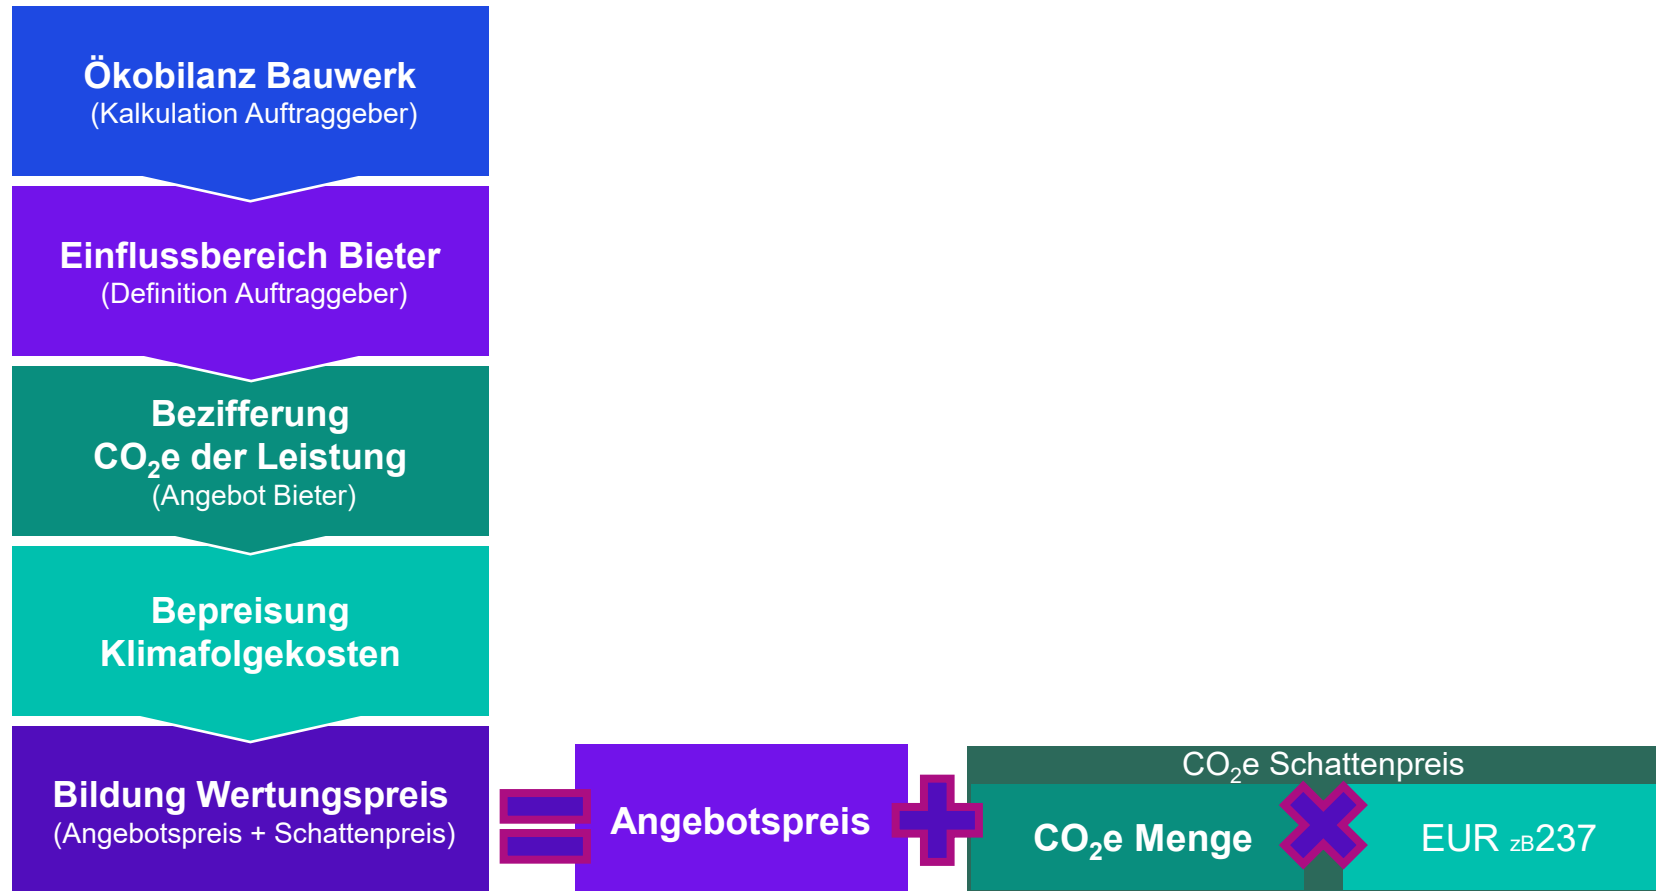 Ökobilanz Bauwerk
(Kalkulation Auftraggeber)
Einflussbereich Bieter
(Definition Auftraggeber)
Bezifferung
CO₂e der Leistung
(Angebot Bieter)
Bepreisung
Klimafolgekosten
Bildung Wertungspreis
(Angebotspreis + Schattenpreis)
Angebotspreis
CO₂e Schattenpreis
CO₂e Menge
EUR zB237